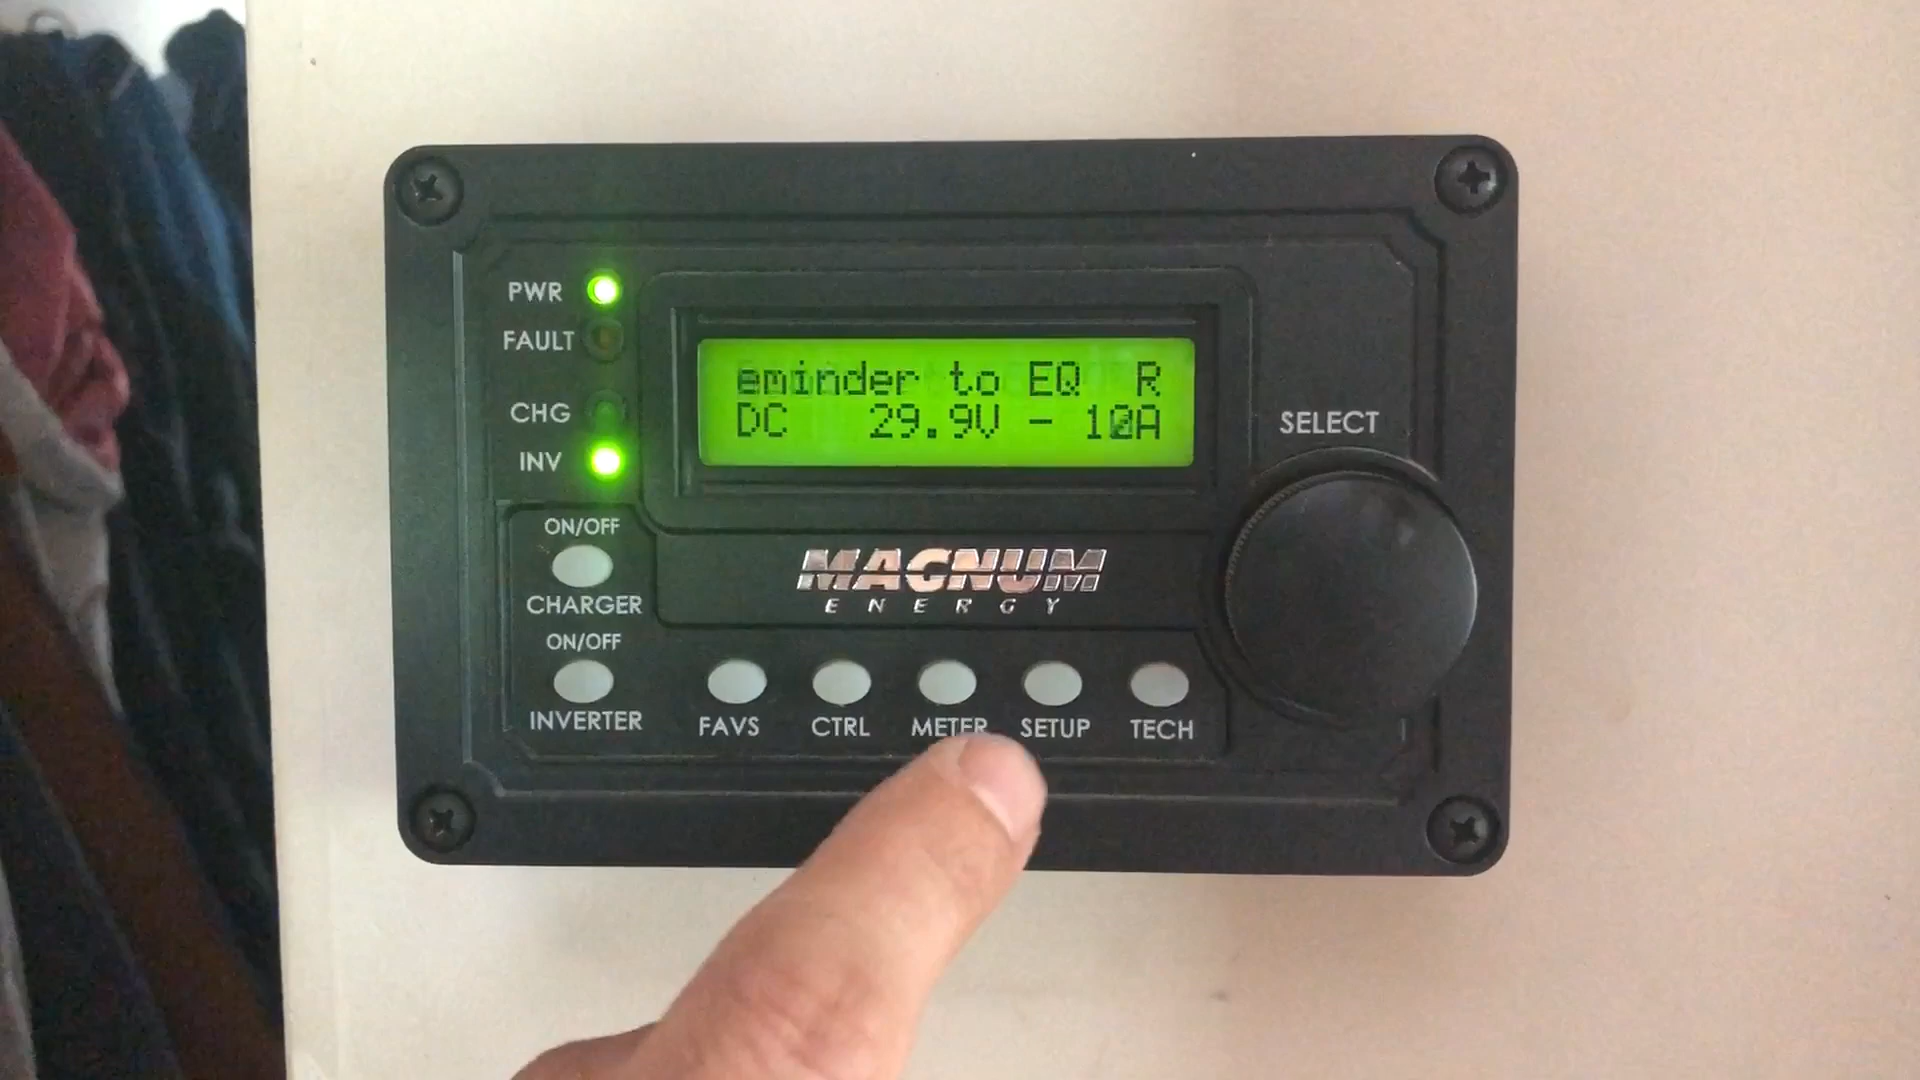 PWR
FAULT
CHG
INV
eminder to EQ R
DC 29.9V - 10A
SELECT
ON/OFF
CHARGER
ON/OFF
INVERTER
MAGNUM
ENERGY
FAVS
CTRL
METER
SETUP
TECH